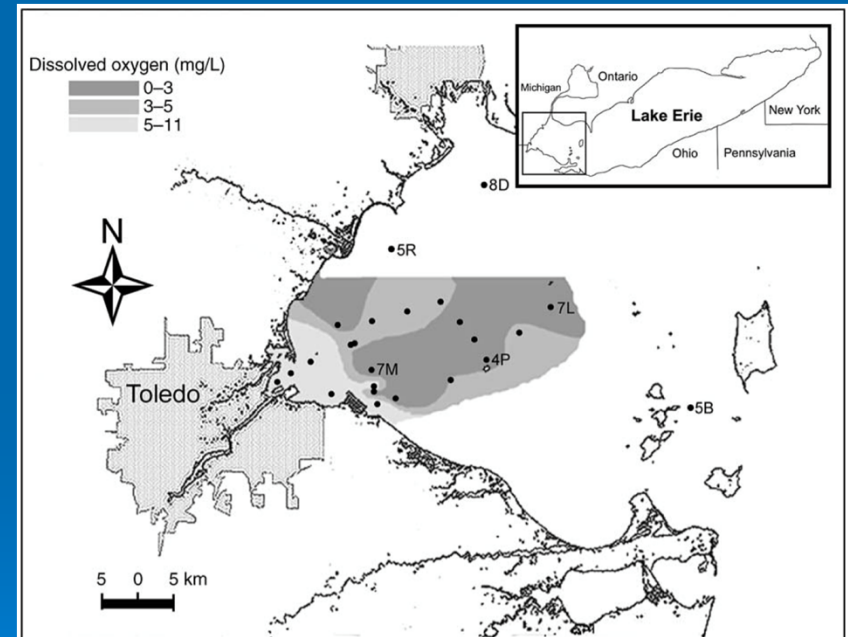 Dissolved oxygen (mg/L)
0–3
3–5
5–11
Michigan
Ontario
Lake Erie
New York
Ohio
Pennsylvania
8D
N
5R
7L
4P
7M
Toledo
5B
5 0 5 km